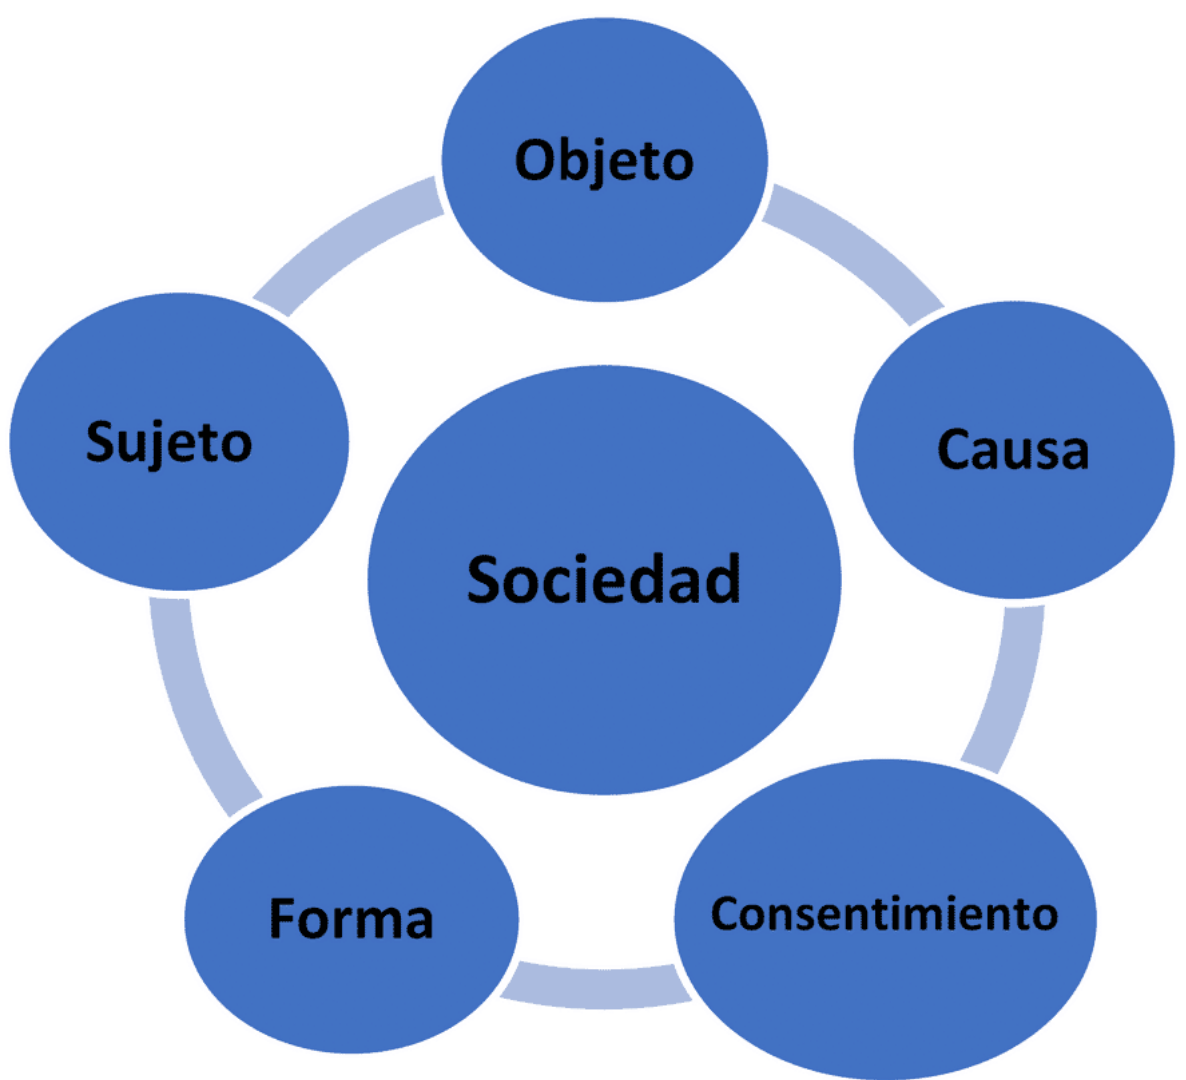 Objeto
Sujeto
Causa
Sociedad
Forma
Consentimiento